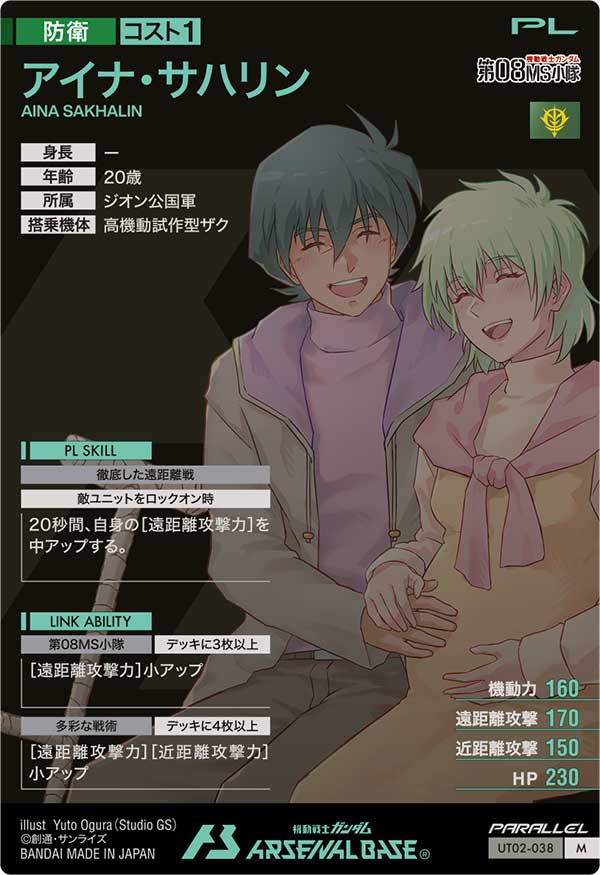 防衛 コスト1 PL
アイナ・サハリン
AINA SAKHALIN
機動戦士ガンダム
第08MS小隊
身長 ー
年齢 20歳
所属 ジオン公国軍
搭乗機体 高機動試作型ザク
PL SKILL
徹底した遠距離戦
敵ユニットをロックオン時
20秒間、自身の[遠距離攻撃力]を
中アップする。
LINK ABILITY
第08MS小隊 デッキに3枚以上
[遠距離攻撃力]小アップ
多彩な戦術 デッキに4枚以上
[遠距離攻撃力][近距離攻撃力]
小アップ
機動力 160
遠距離攻撃 170
近距離攻撃 150
HP 230
illust Yuto Ogura(Studio GS)
©創通・サンライズ
BANDAI MADE IN JAPAN
機動戦士ガンダム
AB ARSENAL BASE®
PARALLEL
UT02-038 M